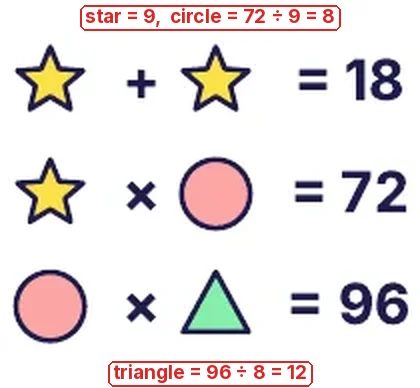 star = 9, circle = 72 ÷ 9 = 8
+ = 18
× = 72
× = 96
triangle = 96 ÷ 8 = 12